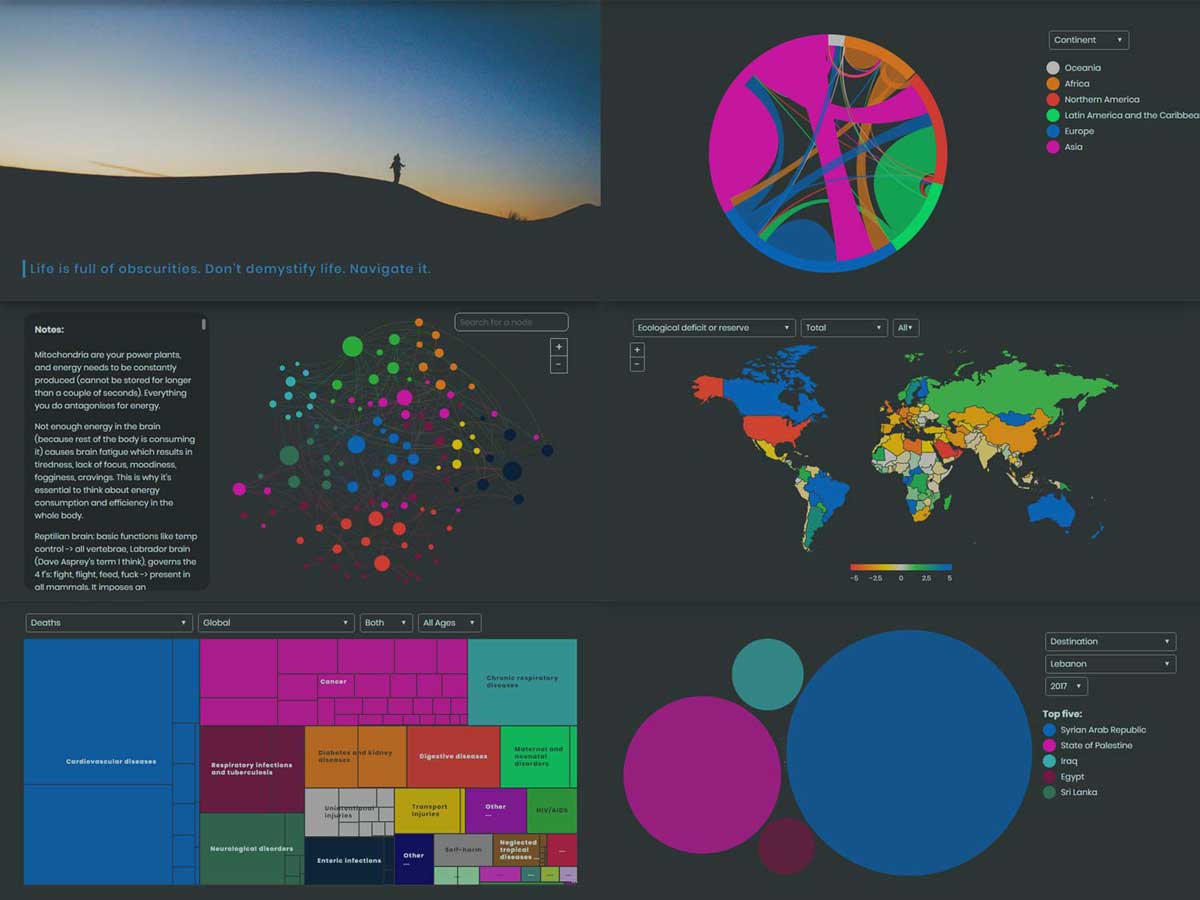 Life is full of obscurities. Don't demystify life. Navigate it.
Continent
Oceania
Africa
Northern America
Latin America and the Caribbea
Europe
Asia
Notes:
Mitochondria are your power plants,
and energy needs to be constantly
produced (cannot be stored for longer
than a couple of seconds). Everything
you do antagonises for energy.
Not enough energy in the brain
(because rest of the body is consuming
it) causes brain fatigue which results in
tiredness, lack of focus, moodiness,
fogginess, cravings. This is why it's
essential to think about energy
consumption and efficiency in the
whole body.
Reptilian brain: basic functions like temp
control -> all vertebrae, Labrador brain
(Dave Asprey's term I think), governs the
4 f's: fight, flight, feed, fuck -> present in
all mammals. It imposes an
Search for a node
+
-
Ecological deficit or reserve
Total
All
+
-
-5 -2.5 0 2.5 5
Deaths
Global
Both
All Ages
Cardiovascular diseases
Cancer
Chronic respiratory
diseases
Respiratory infections
and tuberculosis
Diabetes and kidney
diseases
Digestive diseases
Maternal and
neonatal
disorders
Unintentional
injuries
Transport
injuries
Other
...
HIV/AIDS
Neurological disorders
Enteric infections
Other
...
Self-harm
Neglected
tropical
diseases ...
...
...
...
...
...
...
Destination
Lebanon
2017
Top five:
Syrian Arab Republic
State of Palestine
Iraq
Egypt
Sri Lanka